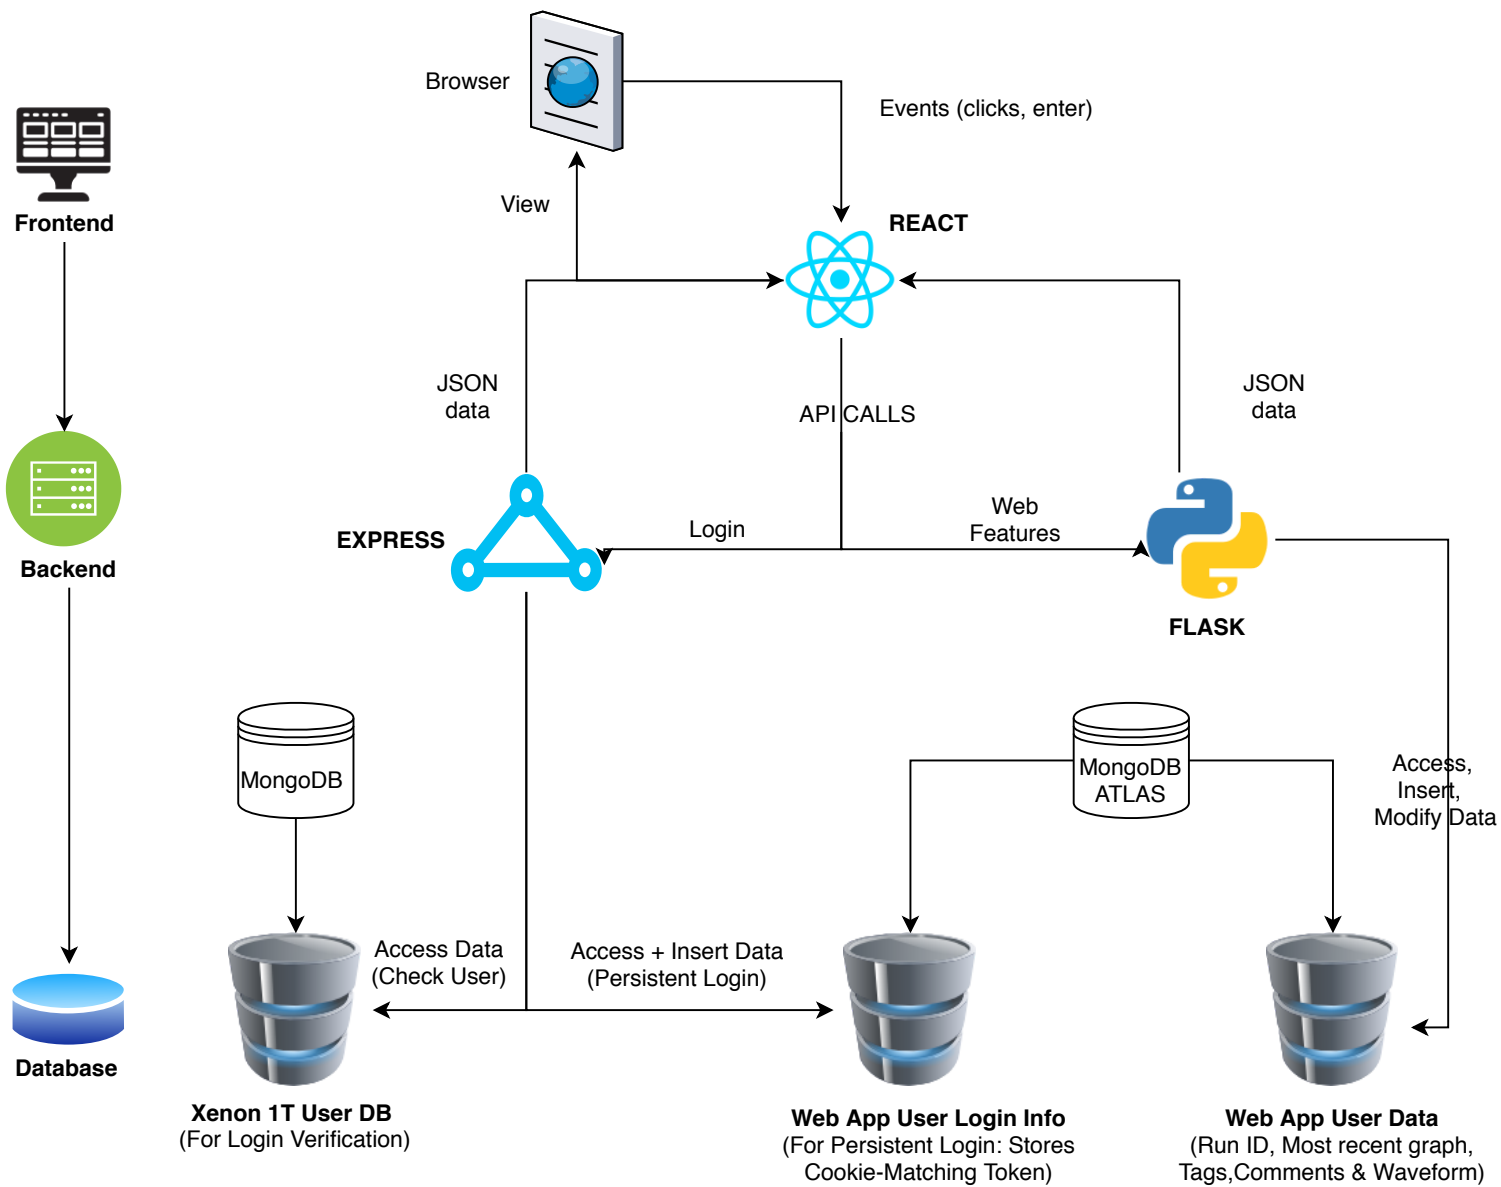 Browser
Events (clicks, enter)
View
REACT
Frontend
JSON
data
API CALLS
JSON
data
EXPRESS
Login
Web
Features
Backend
FLASK
MongoDB
MongoDB
ATLAS
Access,
Insert,
Modify Data
Access Data
(Check User)
Access + Insert Data
(Persistent Login)
Database
Xenon 1T User DB
(For Login Verification)
Web App User Login Info
(For Persistent Login: Stores
Cookie-Matching Token)
Web App User Data
(Run ID, Most recent graph,
Tags,Comments & Waveform)